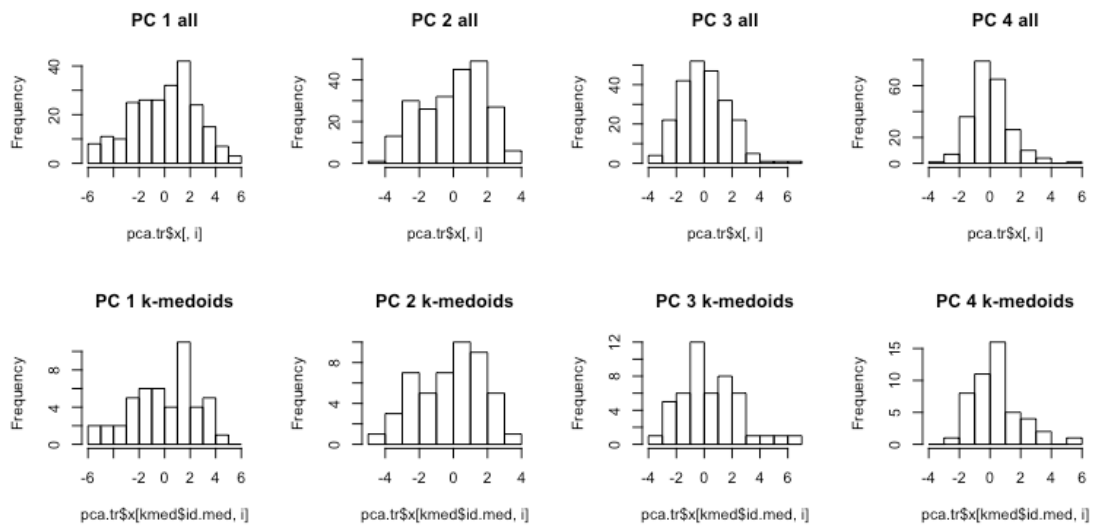 PC 1 all
PC 2 all
PC 3 all
PC 4 all
Frequency
0 20 40
-6 -2 0 2 4 6
pca.tr$x[, i]
Frequency
0 20 40
-4 -2 0 2 4
pca.tr$x[, i]
Frequency
0 20 40
-4 -2 0 2 4 6
pca.tr$x[, i]
Frequency
0 20 60
-4 -2 0 2 4 6
pca.tr$x[, i]
PC 1 k-medoids
PC 2 k-medoids
PC 3 k-medoids
PC 4 k-medoids
Frequency
0 4 8
-6 -2 0 2 4 6
pca.tr$x[kmed$id.med, i]
Frequency
0 4 8
-4 -2 0 2 4
pca.tr$x[kmed$id.med, i]
Frequency
0 4 8 12
-4 -2 0 2 4 6
pca.tr$x[kmed$id.med, i]
Frequency
0 5 10 15
-4 -2 0 2 4 6
pca.tr$x[kmed$id.med, i]